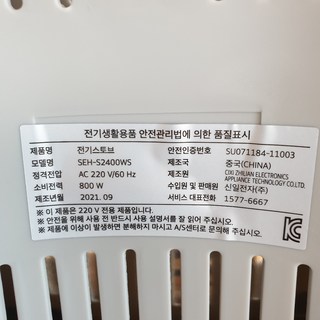 전기생활용품 안전관리법에 의한 품질표시
제품명 전기스토브 안전인증번호 SU071184-11003
모델명 SEH-S2400WS 제조국 중국(CHINA)
정격전압 AC 220 V/60 Hz 제조원 CIXI ZHILIAN ELECTRONICS APPLIANCE TECHNOLOGY CO.LTD.
소비전력 800 W 수입원 및 판매원 신일전자(주)
제조년월 2021. 09 서비스 대표전화 1577-6667
※ 이 제품은 220 V 전용 제품입니다.
※ 안전을 위해 사용 전 반드시 사용 설명서를 잘 읽어 주십시오.
※ 제품에 이상이 발생하면 분해하지 마시고 A/S센터로 문의해 주십시오.